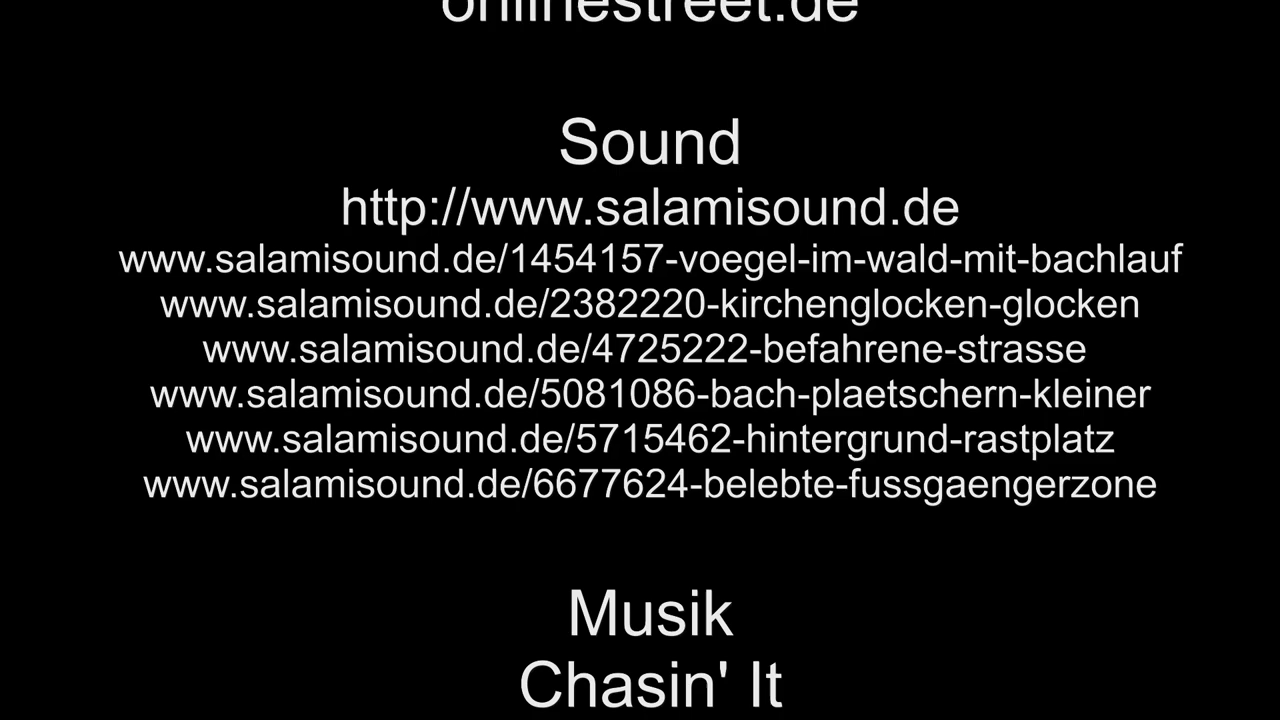 onlinestreet.de
Sound
http://www.salamisound.de
www.salamisound.de/1454157-voegel-im-wald-mit-bachlauf
www.salamisound.de/2382220-kirchenglocken-glocken
www.salamisound.de/4725222-befahrene-strasse
www.salamisound.de/5081086-bach-plaetschern-kleiner
www.salamisound.de/5715462-hintergrund-rastplatz
www.salamisound.de/6677624-belebte-fussgaengerzone
Musik
Chasin' It